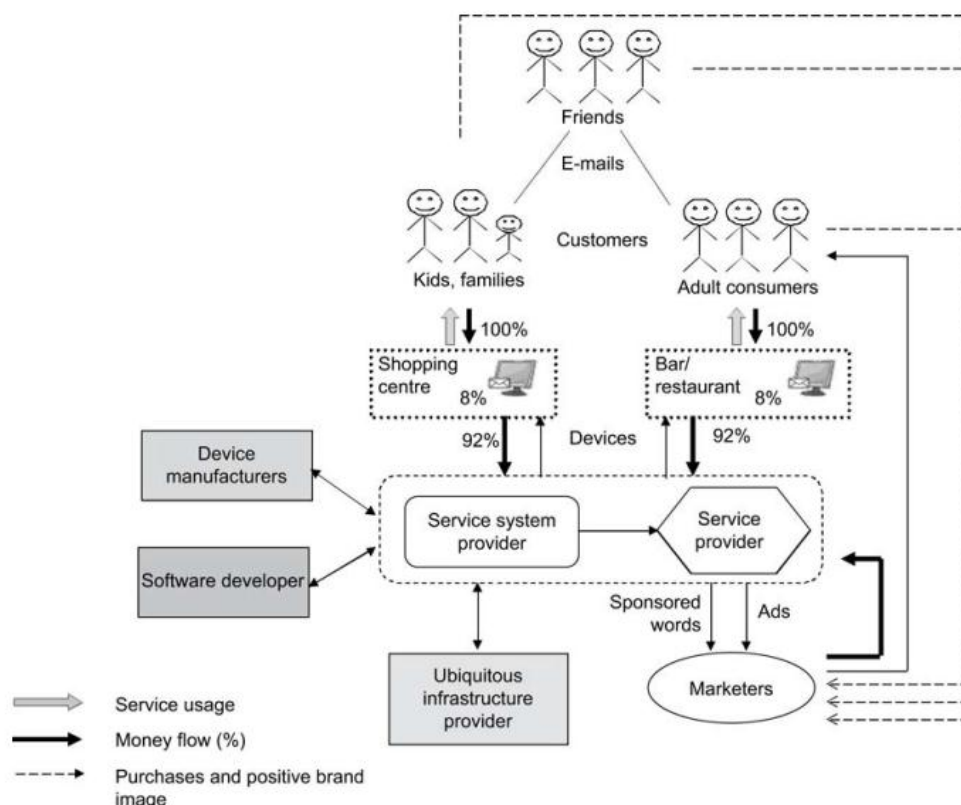 Friends
E-mails
Customers
Kids, families
Adult consumers
100%
100%
Shopping
centre
8%
Bar/
restaurant
8%
92%
Devices
92%
Device
manufacturers
Service system
provider
Service
provider
Software developer
Sponsored
words
Ads
Ubiquitous
infrastructure
provider
Marketers
Service usage
Money flow (%)
Purchases and positive brand
image